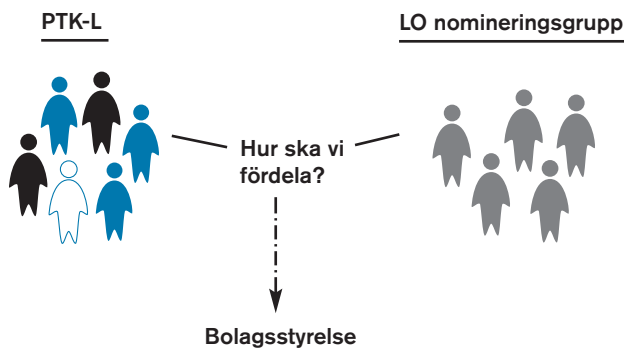 PTK-L
LO nomineringsgrupp
Hur ska vi
fördela?
Bolagsstyrelse